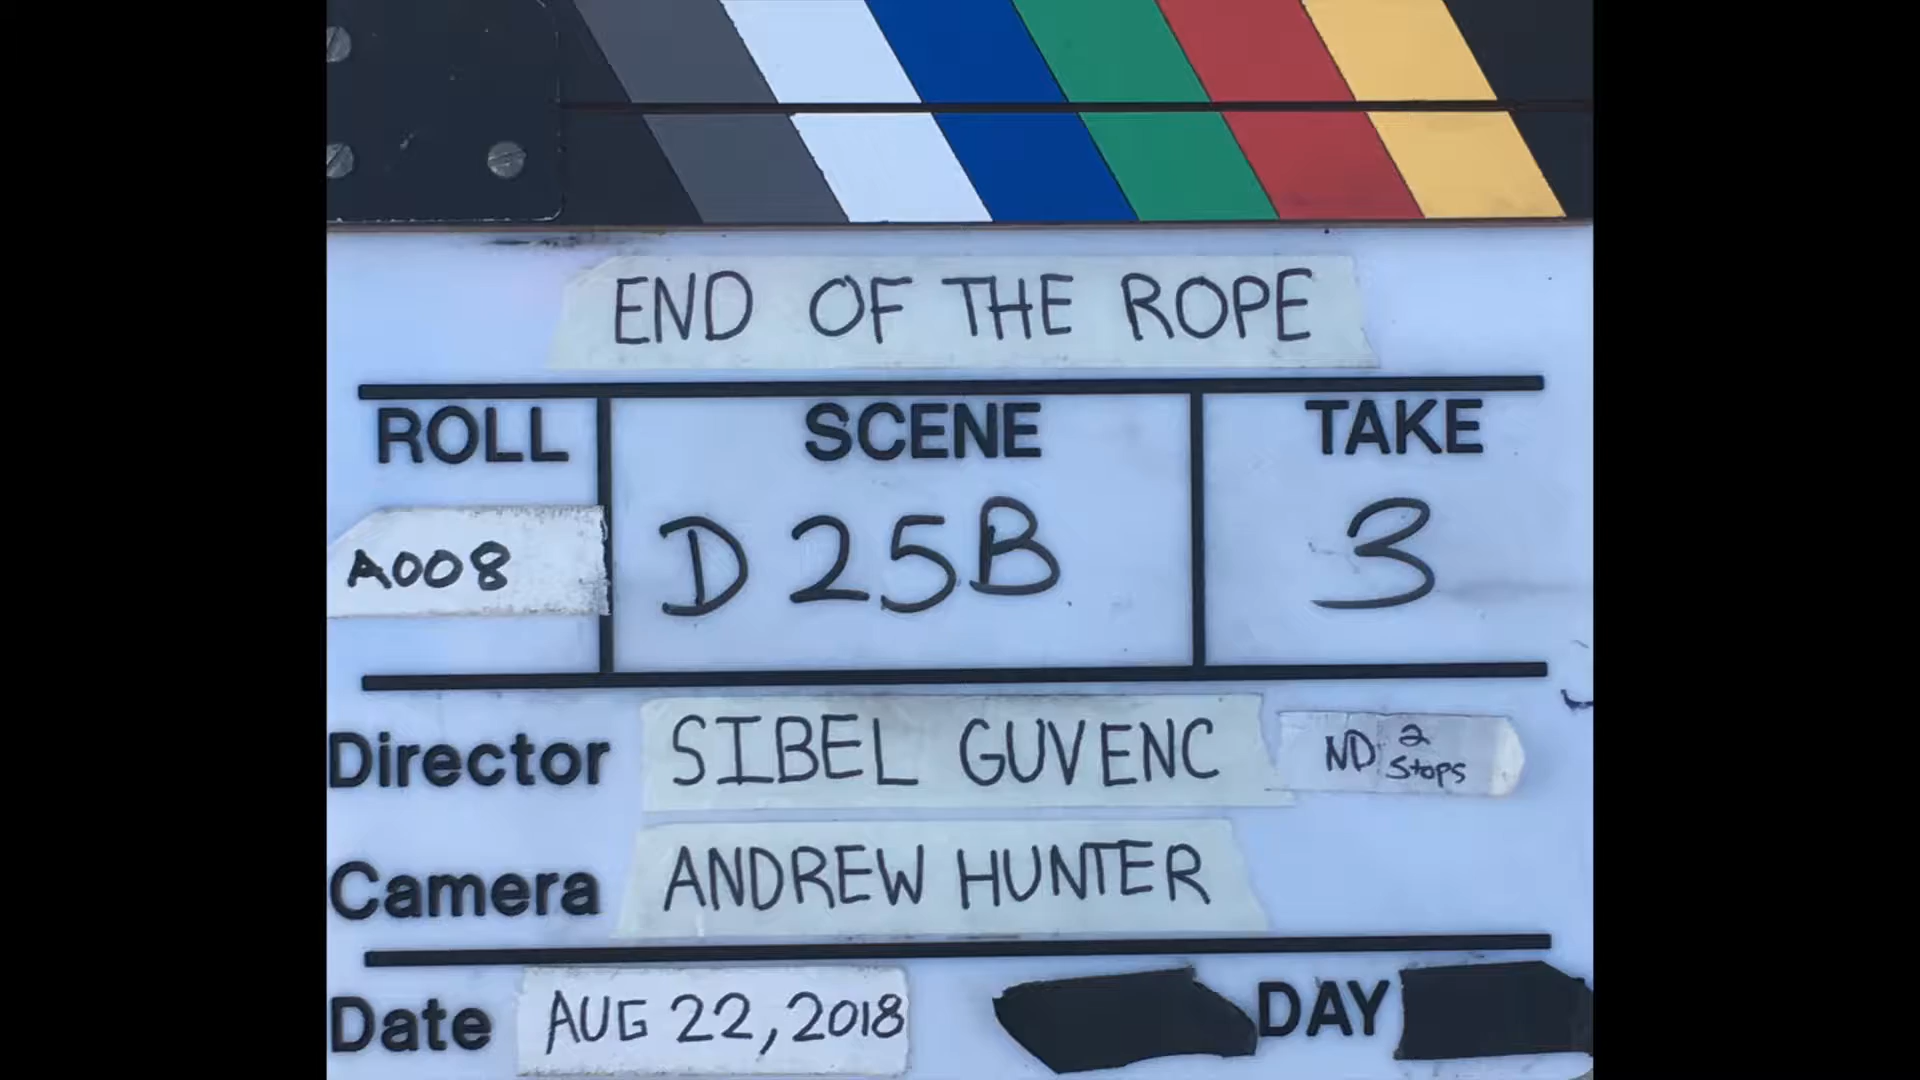 END OF THE ROPE
ROLL SCENE TAKE
A008 D 25B 3
Director SIBEL GUVENC ND 2 Stops
Camera ANDREW HUNTER
Date AUG 22, 2018 DAY